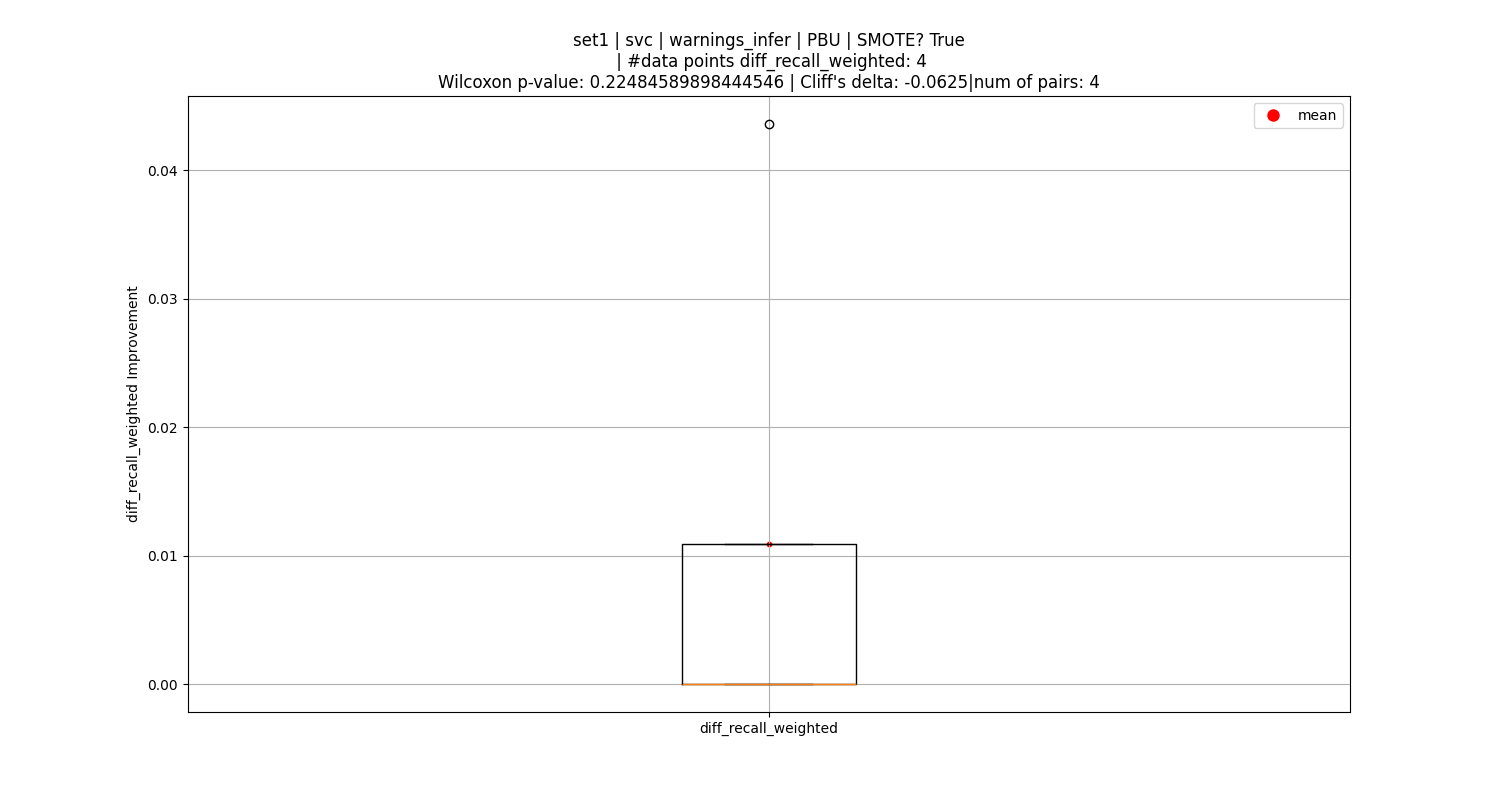 set1 | svc | warnings_infer | PBU | SMOTE? True
| #data points diff_recall_weighted: 4
Wilcoxon p-value: 0.22484589898444546 | Cliff's delta: -0.0625|num of pairs: 4
mean
0.04
0.03
0.02
0.01
0.00
diff_recall_weighted Improvement
diff_recall_weighted